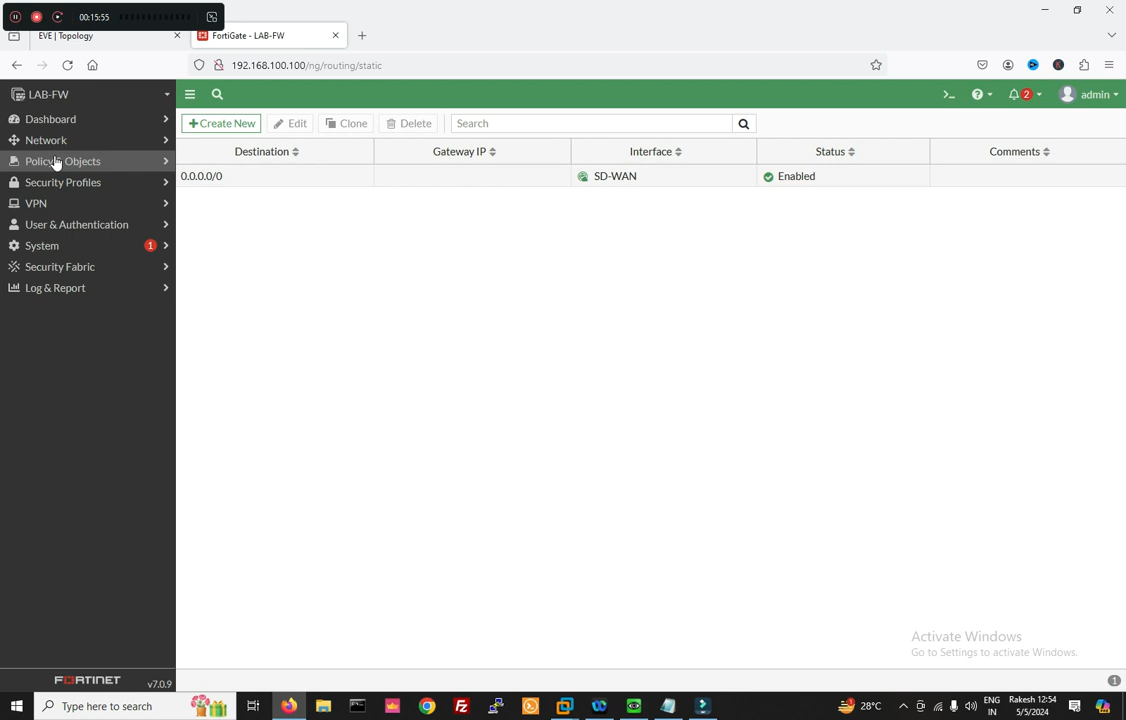 00:15:55
EVE | Topology
FortiGate - LAB-FW
192.168.100.100/ng/routing/static
LAB-FW
admin
2
Dashboard
Network
Policy & Objects
Security Profiles
VPN
User & Authentication
System
1
Security Fabric
Log & Report
Create New
Edit
Clone
Delete
Search
Destination
Gateway IP
Interface
Status
Comments
0.0.0.0/0
SD-WAN
Enabled
Activate Windows
Go to Settings to activate Windows.
FORTINET
v7.0.9
1
Type here to search
28°C
ENG
IN
Rakesh 12:54
5/5/2024